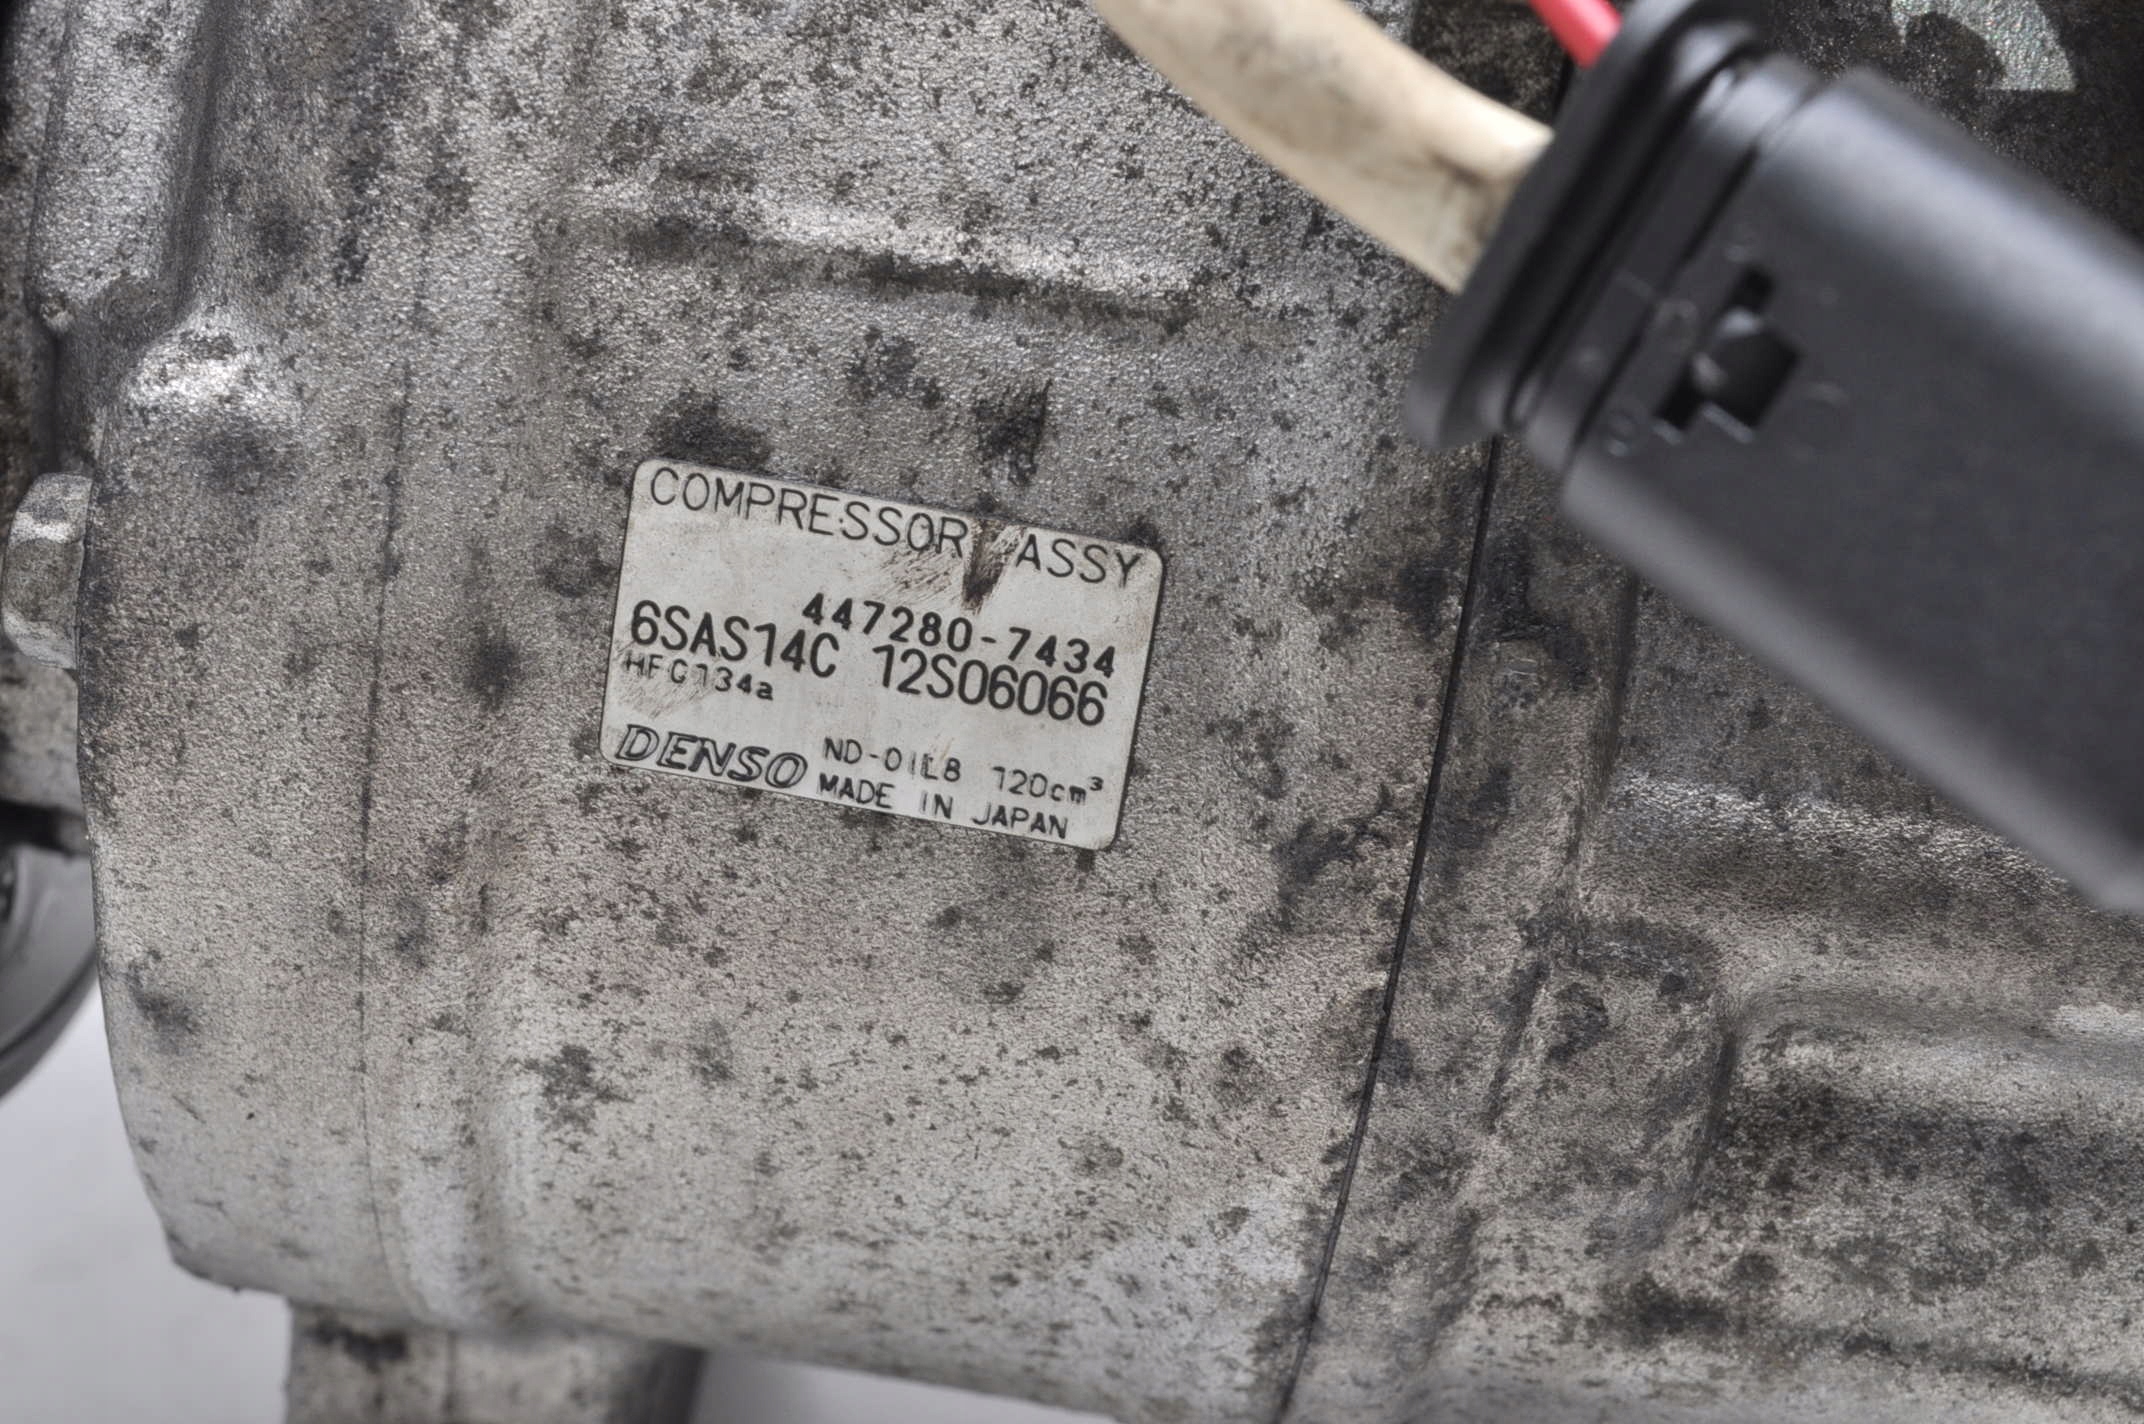 COMPRESSOR ASSY
447280-7434
6SAS14C 12S06066
HFC134a
DENSO ND-OIL8 120cm³
MADE IN JAPAN